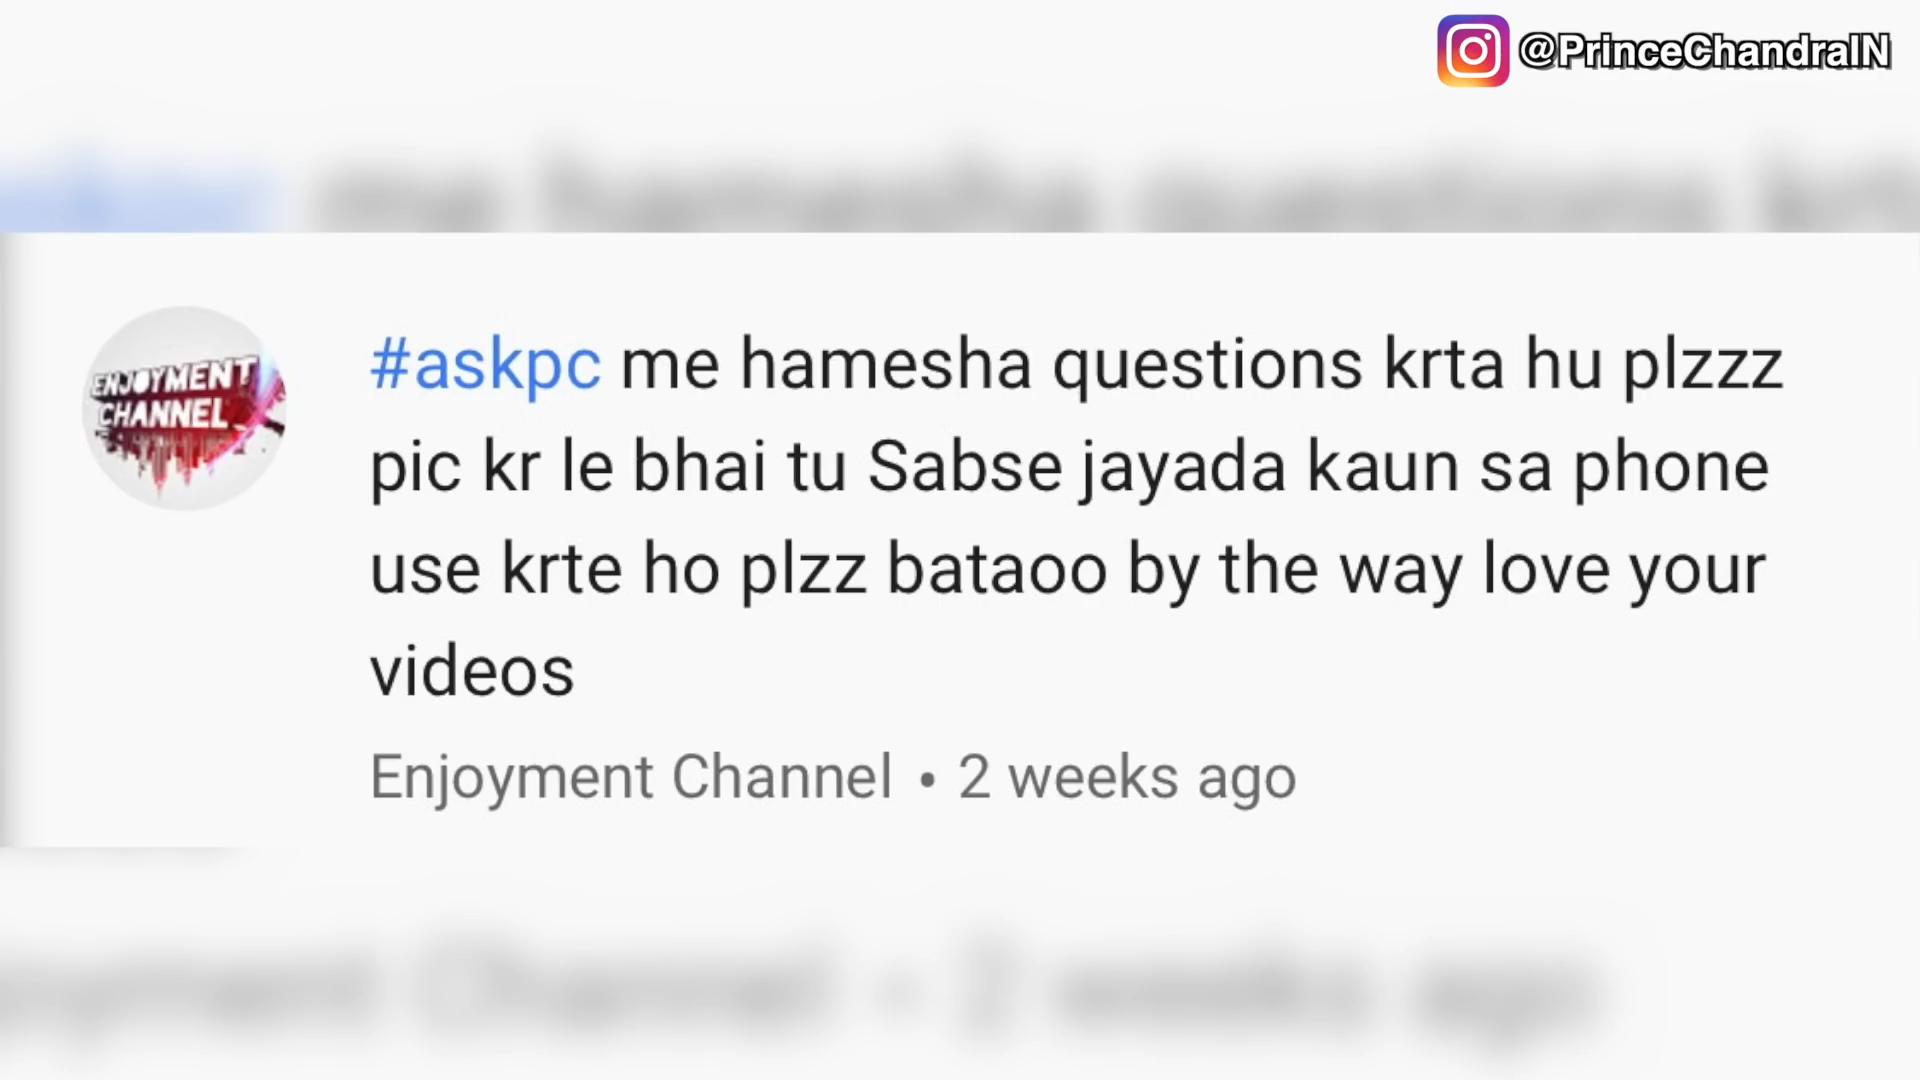 @PrinceChandraIN
ENJOYMENT
CHANNEL
#askpc me hamesha questions krta hu plzzz
pic kr le bhai tu Sabse jayada kaun sa phone
use krte ho plzz bataoo by the way love your
videos
Enjoyment Channel • 2 weeks ago